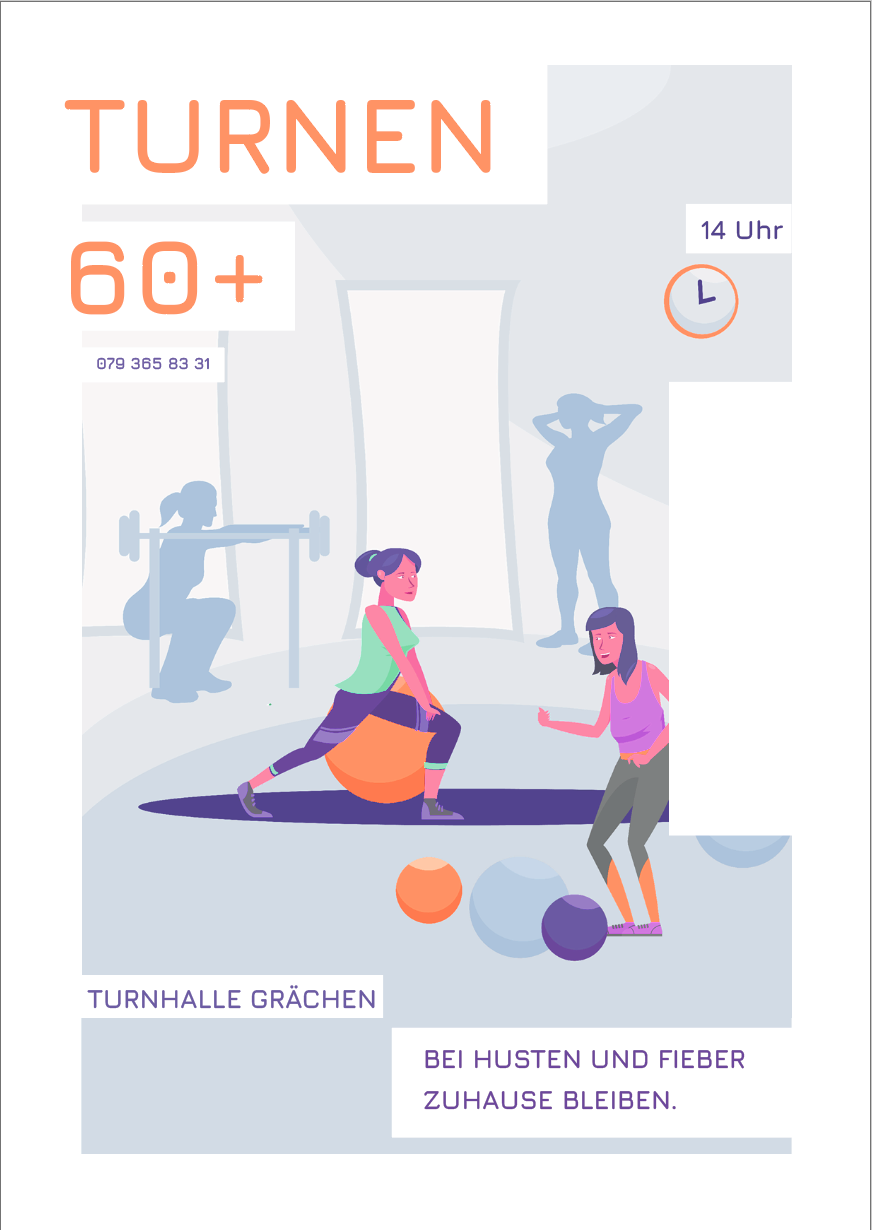 TURNEN
14 Uhr
60+
079 365 83 31
TURNHALLE GRÄCHEN
BEI HUSTEN UND FIEBER
ZUHAUSE BLEIBEN.